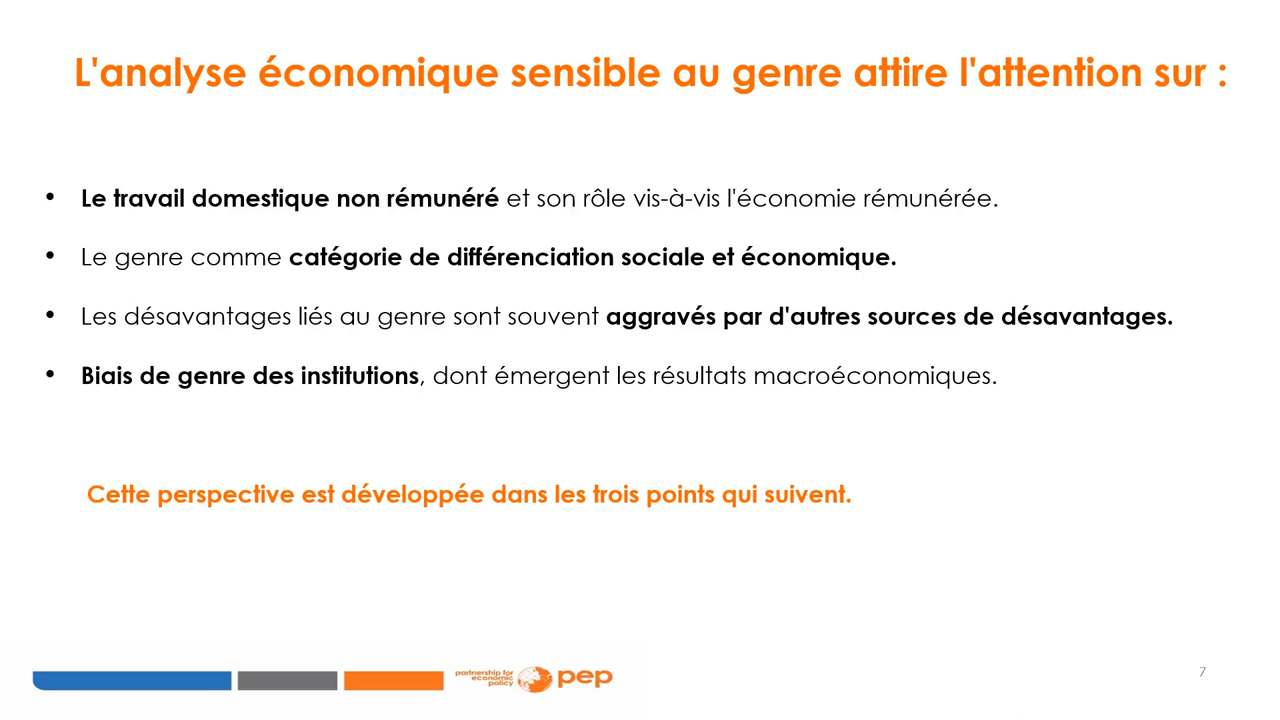 L'analyse économique sensible au genre attire l'attention sur :
• Le travail domestique non rémunéré et son rôle vis-à-vis l'économie rémunérée.
• Le genre comme catégorie de différenciation sociale et économique.
• Les désavantages liés au genre sont souvent aggravés par d'autres sources de désavantages.
• Biais de genre des institutions, dont émergent les résultats macroéconomiques.
Cette perspective est développée dans les trois points qui suivent.
partnership for
economic
policy
pep
7